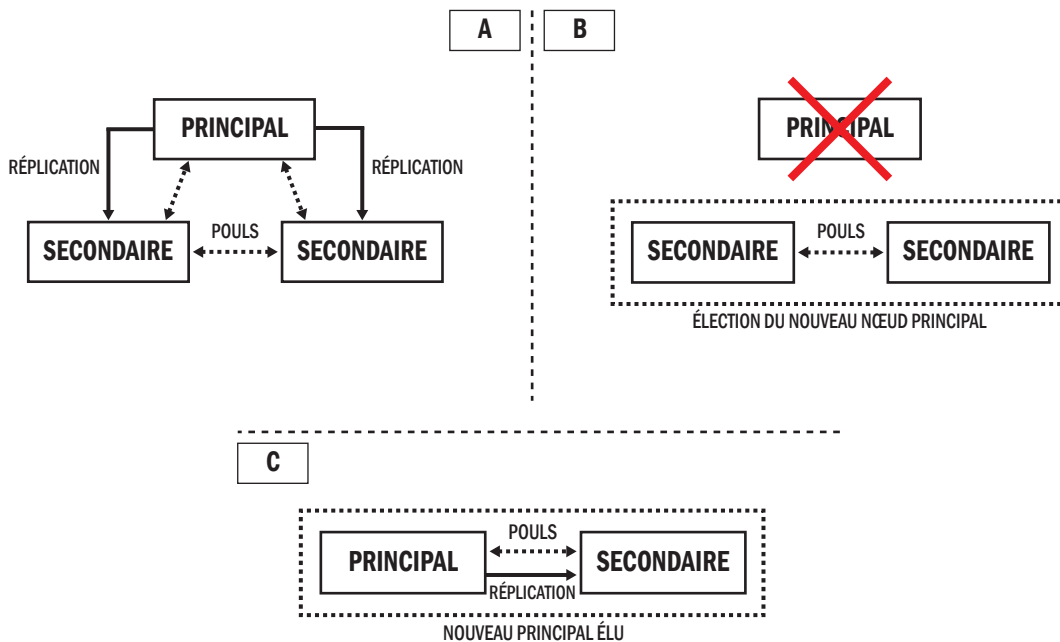 A
B
PRINCIPAL
RÉPLICATION
RÉPLICATION
SECONDAIRE
POULS
SECONDAIRE
PRINCIPAL
SECONDAIRE
POULS
SECONDAIRE
ÉLECTION DU NOUVEAU NŒUD PRINCIPAL
C
PRINCIPAL
POULS
RÉPLICATION
SECONDAIRE
NOUVEAU PRINCIPAL ÉLU